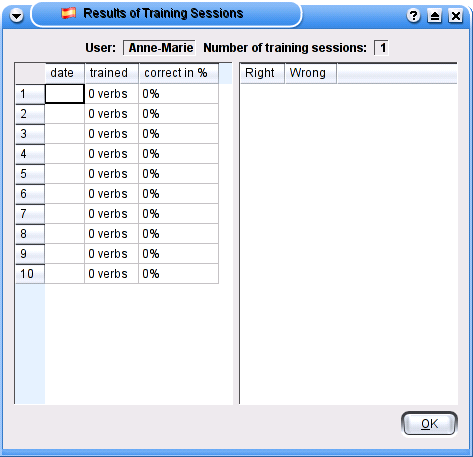 Results of Training Sessions
User: Anne-Marie Number of training sessions: 1
date trained correct in % Right Wrong
1 0 verbs 0%
2 0 verbs 0%
3 0 verbs 0%
4 0 verbs 0%
5 0 verbs 0%
6 0 verbs 0%
7 0 verbs 0%
8 0 verbs 0%
9 0 verbs 0%
10 0 verbs 0%
OK